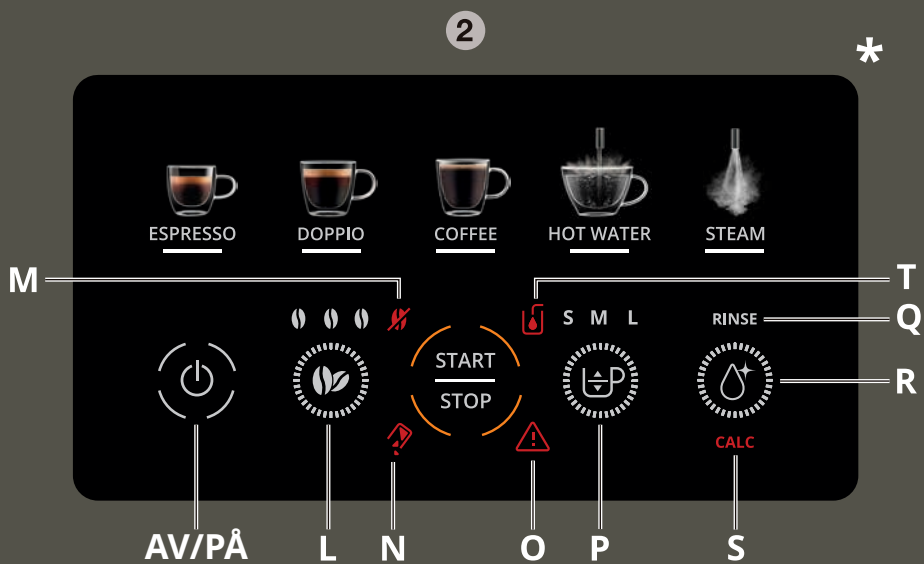 2
*
ESPRESSO DOPPIO COFFEE HOT WATER STEAM
M T
S M L RINSE Q
START
STOP
R
CALC
AV/PÅ L N O P S